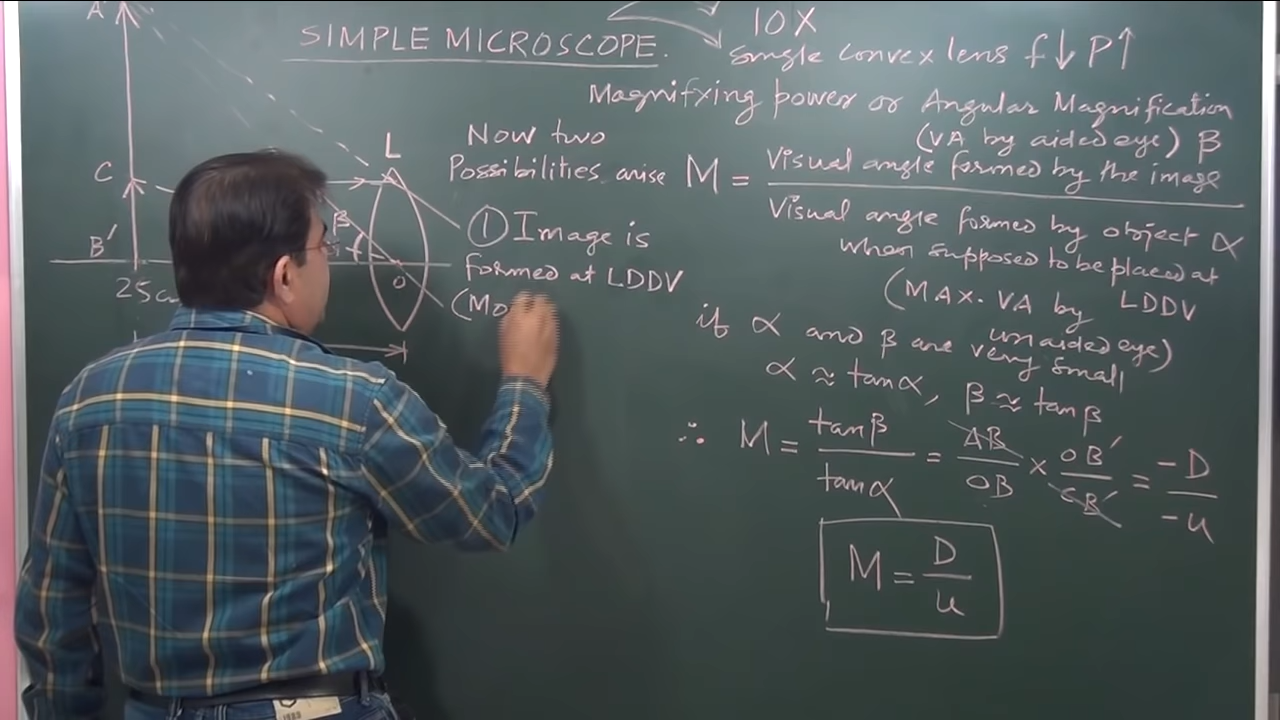 SIMPLE MICROSCOPE.
10X
Single convex lens f↓ P↑
Magnifxing power or Angular Magnification
(VA by aided eye) β
M = Visual angle formed by the image
Visual angle formed by object α
when supposed to be placed at
LDDV
(MAX. VA by
unaided eye)
if α and β are very small
α ≈ tanα, β ≈ tanβ
∴ M = tanβ / tanα = AB / OB × OB' / CB' = -D / -u
M = D / u
Now two
Possibilities arise
① Image is
formed at LDDV
(Mo
A'
C
B'
L
β
O
25c